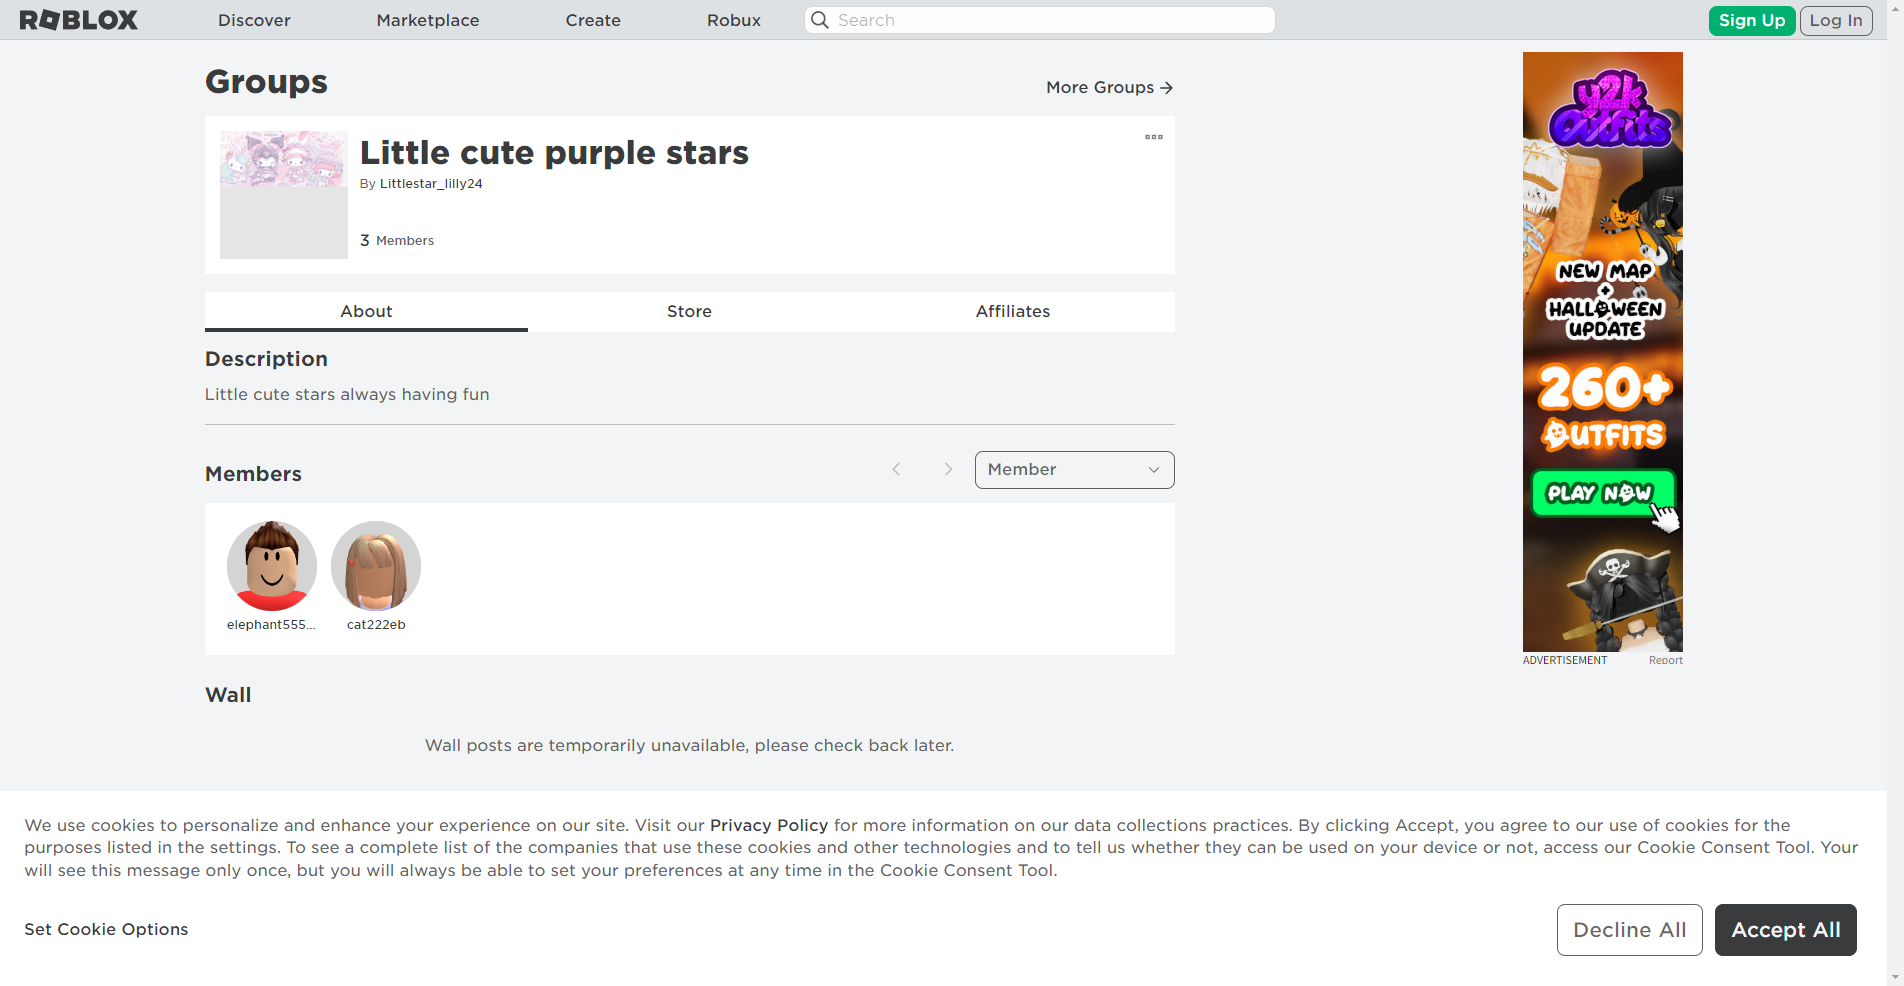 ROBLOX
Discover
Marketplace
Create
Robux
Search
Sign Up
Log In
Groups
More Groups
Little cute purple stars
By Littlestar_lilly24
3 Members
About
Store
Affiliates
Description
Little cute stars always having fun
Members
Member
elephant555...
cat222eb
Wall
Wall posts are temporarily unavailable, please check back later.
y2k
Outfits
NEW MAP
+
HALLOWEEN
UPDATE
260+
OUTFITS
PLAY NOW
ADVERTISEMENT
Report
We use cookies to personalize and enhance your experience on our site. Visit our Privacy Policy for more information on our data collections practices. By clicking Accept, you agree to our use of cookies for the
purposes listed in the settings. To see a complete list of the companies that use these cookies and other technologies and to tell us whether they can be used on your device or not, access our Cookie Consent Tool. Your
will see this message only once, but you will always be able to set your preferences at any time in the Cookie Consent Tool.
Set Cookie Options
Decline All
Accept All